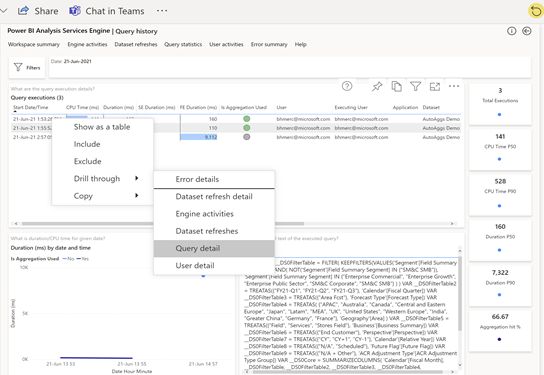 Share Chat in Teams
Power BI Analysis Services Engine | Query history
Workspace summary Engine activities Dataset refreshes Query statistics User activities Error summary Help
Filters
Date: 21-Jun-2021
What are the query execution details?
Query executions (3)
Start Date/Time CPU Time (ms) Duration (ms) SE Duration (ms) FE Duration (ms) Is Aggregation Used User Executing User Application Dataset
21-Jun-21 1:53:2 160 bhmerc@microsoft.com bhmerc@microsoft.com AutoAggs Demo
21-Jun-21 1:55:5 110 bhmerc@microsoft.com bhmerc@microsoft.com AutoAggs Demo
21-Jun-21 2:57:0 9,112 bhmerc@microsoft.com bhmerc@microsoft.com AutoAggs Demo
Show as a table
Include
Exclude
Drill through
Copy
Error details
Dataset refresh detail
Engine activities
Dataset refreshes
Query detail
User detail
3
Total Executions
141
CPU Time P50
528
CPU Time P90
160
Duration P50
7,322
Duration P90
66.67
Aggregation hit %
What is duration/CPU time for given date?
Duration (ms) by date and time
Is Aggregation Used No Yes
10K
5K
0K
Duration (ms)
21-Jun 13:55 21-Jun 14:57
Date Hour Minute
text of the executed query?
__DS0FilterTable = FILTER( KEEPFILTERS(VALUES('Segment'[Field Summary
AND( NOT('Segment'[Field Summary Segment] IN {"SM&C SMB"}),
'Segment'[Field Summary Segment] IN {"Enterprise Commercial", "Enterprise Growth",
"Enterprise Public Sector", "SM&C Corporate", "SM&C SMB"} ) ) VAR __DS0FilterTable2
= TREATAS({"FY21-Q1", "FY21-Q2", "FY21-Q3"}, 'Calendar'[Fiscal Quarter]) VAR
__DS0FilterTable3 = TREATAS({"Area Fcst"}, 'Forecast Type'[Forecast Type]) VAR
__DS0FilterTable4 = TREATAS( {"APAC", "Australia", "Canada", "Central and Eastern
Europe", "Japan", "Latam", "MEA", "UK", "United States", "Western Europe", "India",
"Greater China", "Germany", "France"}, 'Geography'[Area] ) VAR __DS0FilterTable5 =
TREATAS({"Field", "Services", "Stores Field"}, 'Business'[Business Summary]) VAR
__DS0FilterTable6 = TREATAS({"End Customer"}, 'Perspective'[Perspective]) VAR
__DS0FilterTable7 = TREATAS({"CY", "CY+1", "CY-1"}, 'Calendar'[Relative Year]) VAR
__DS0FilterTable8 = TREATAS({"N/A", "Scheduled"}, 'Future Flag'[Future Flag]) VAR
__DS0FilterTable9 = TREATAS({"N/A + Other"}, 'ACR Adjustment Type'[ACR Adjustment
Type Group]) VAR __DS0Core = SUMMARIZECOLUMNS( 'Calendar'[Fiscal Month],